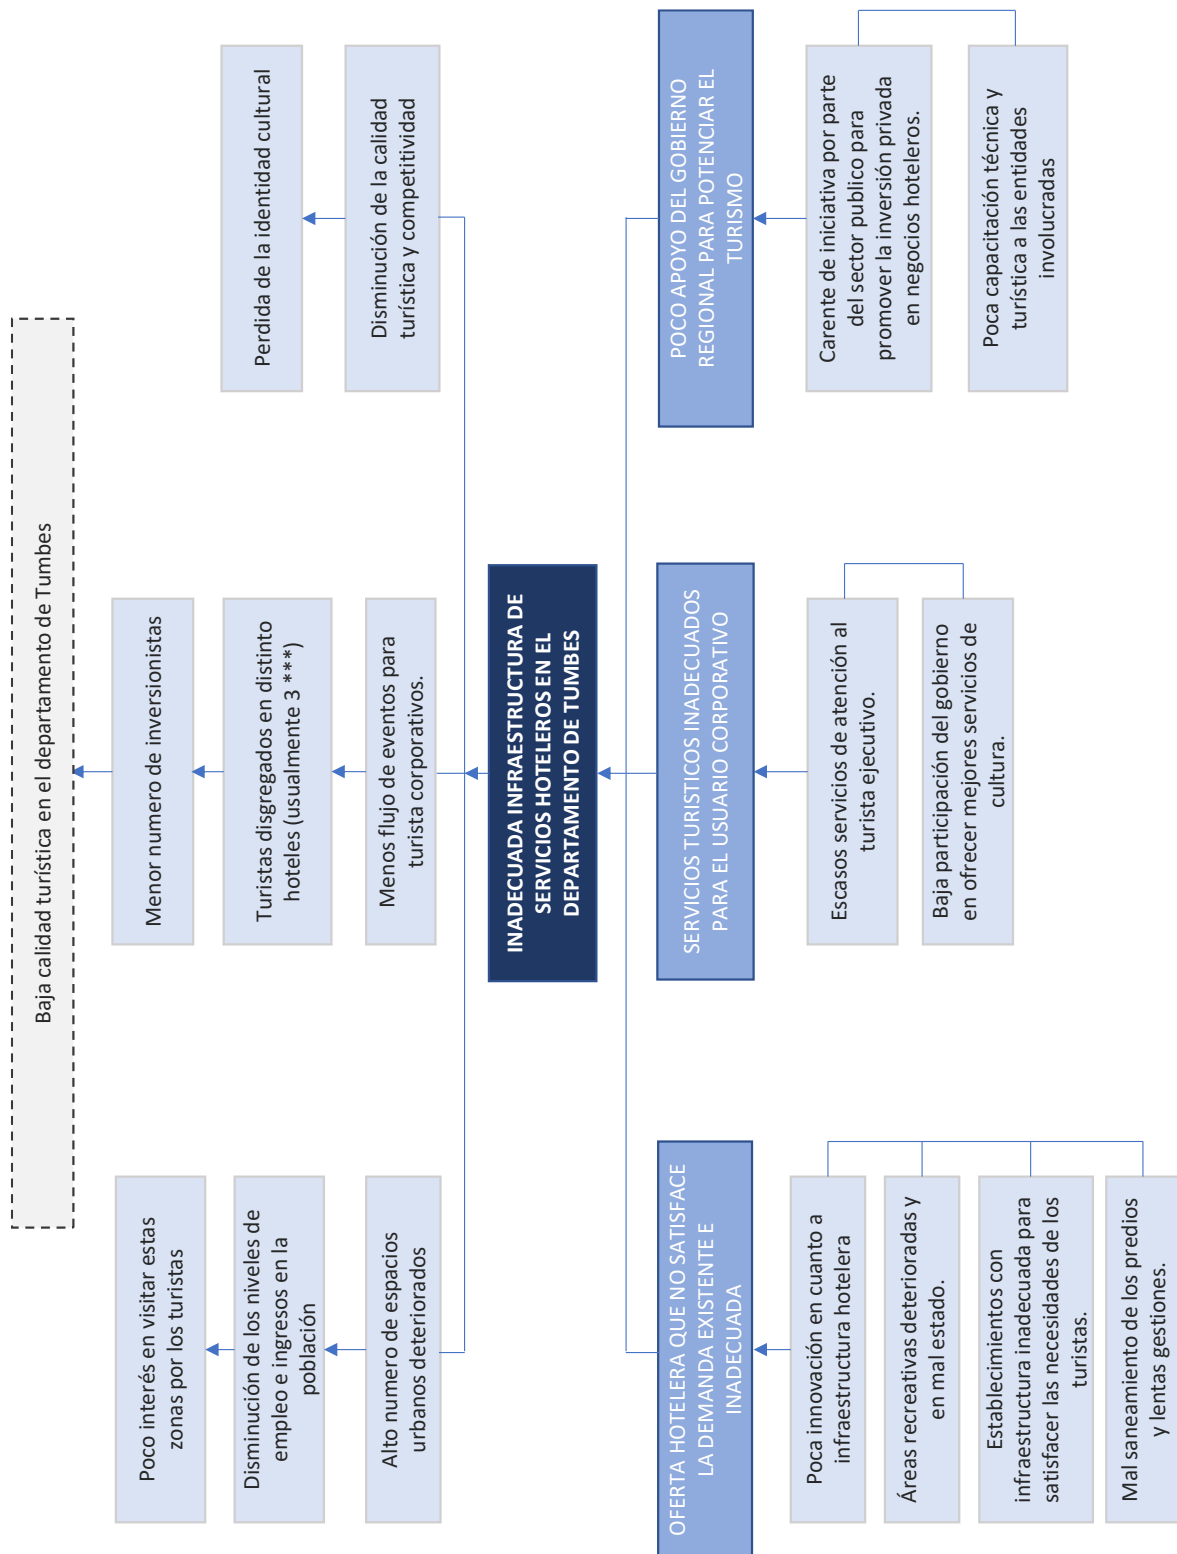 Baja calidad turística en el departamento de Tumbes
Poco interés en visitar estas
zonas por los turistas
Disminución de los niveles de
empleo e ingresos en la
población
Alto numero de espacios
urbanos deteriorados
Menor numero de inversionistas
Turistas disgregados en distinto
hoteles (usualmente 3 ***)
Menos flujo de eventos para
turista corporativos.
Perdida de la identidad cultural
Disminución de la calidad
turística y competitividad
INADECUADA INFRAESTRUCTURA DE
SERVICIOS HOTELEROS EN EL
DEPARTAMENTO DE TUMBES
OFERTA HOTELERA QUE NO SATISFACE
LA DEMANDA EXISTENTE E
INADECUADA
Poca innovación en cuanto a
infraestructura hotelera
Áreas recreativas deterioradas y
en mal estado.
Establecimientos con
infraestructura inadecuada para
satisfacer las necesidades de los
turistas.
Mal saneamiento de los predios
y lentas gestiones.
SERVICIOS TURISTICOS INADECUADOS
PARA EL USUARIO CORPORATIVO
Escasos servicios de atención al
turista ejecutivo.
Baja participación del gobierno
en ofrecer mejores servicios de
cultura.
POCO APOYO DEL GOBIERNO
REGIONAL PARA POTENCIAR EL
TURISMO
Carente de iniciativa por parte
del sector publico para
promover la inversión privada
en negocios hoteleros.
Poca capacitación técnica y
turística a las entidades
involucradas